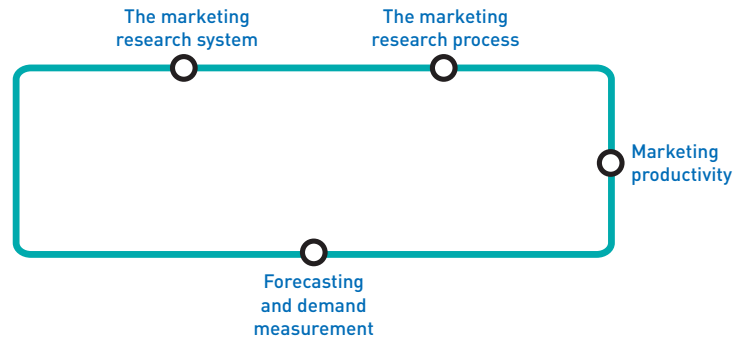 The marketing
research system
The marketing
research process
Marketing
productivity
Forecasting
and demand
measurement